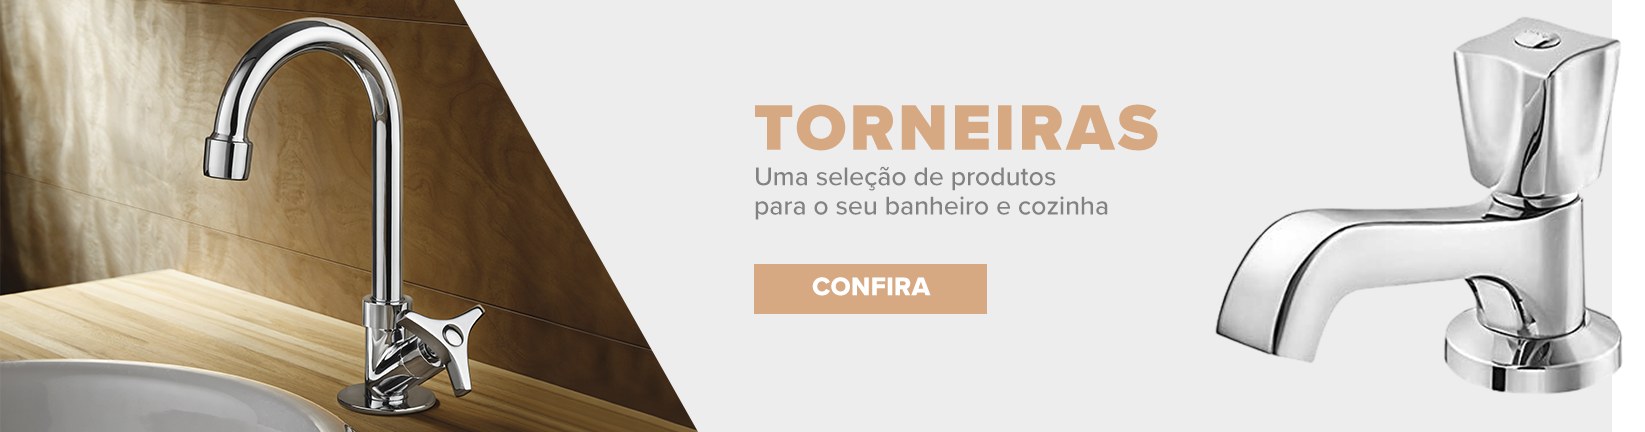 TORNEIRAS
Uma seleção de produtos
para o seu banheiro e cozinha
CONFIRA